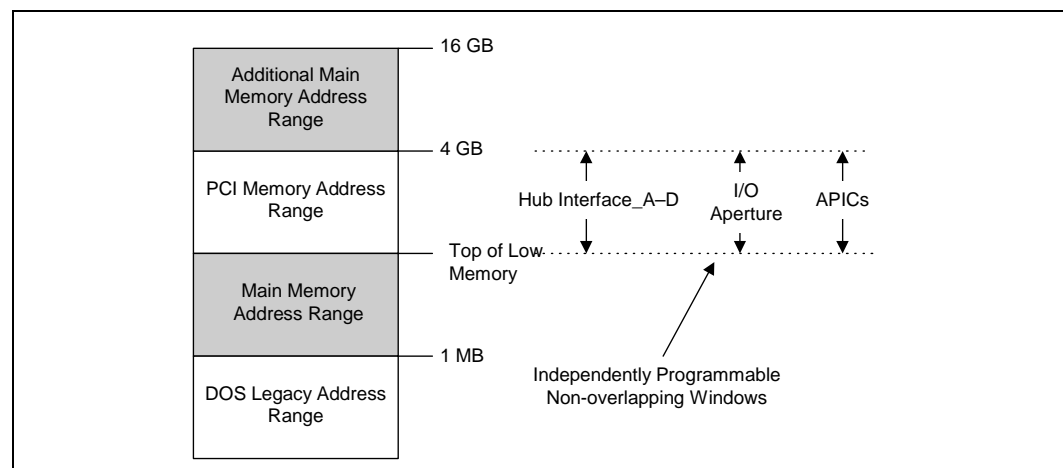 16 GB
Additional Main
Memory Address
Range
4 GB
PCI Memory Address
Range
Hub Interface_A–D
I/O
Aperture
APICs
Top of Low
Memory
Main Memory
Address Range
1 MB
DOS Legacy Address
Range
Independently Programmable
Non-overlapping Windows